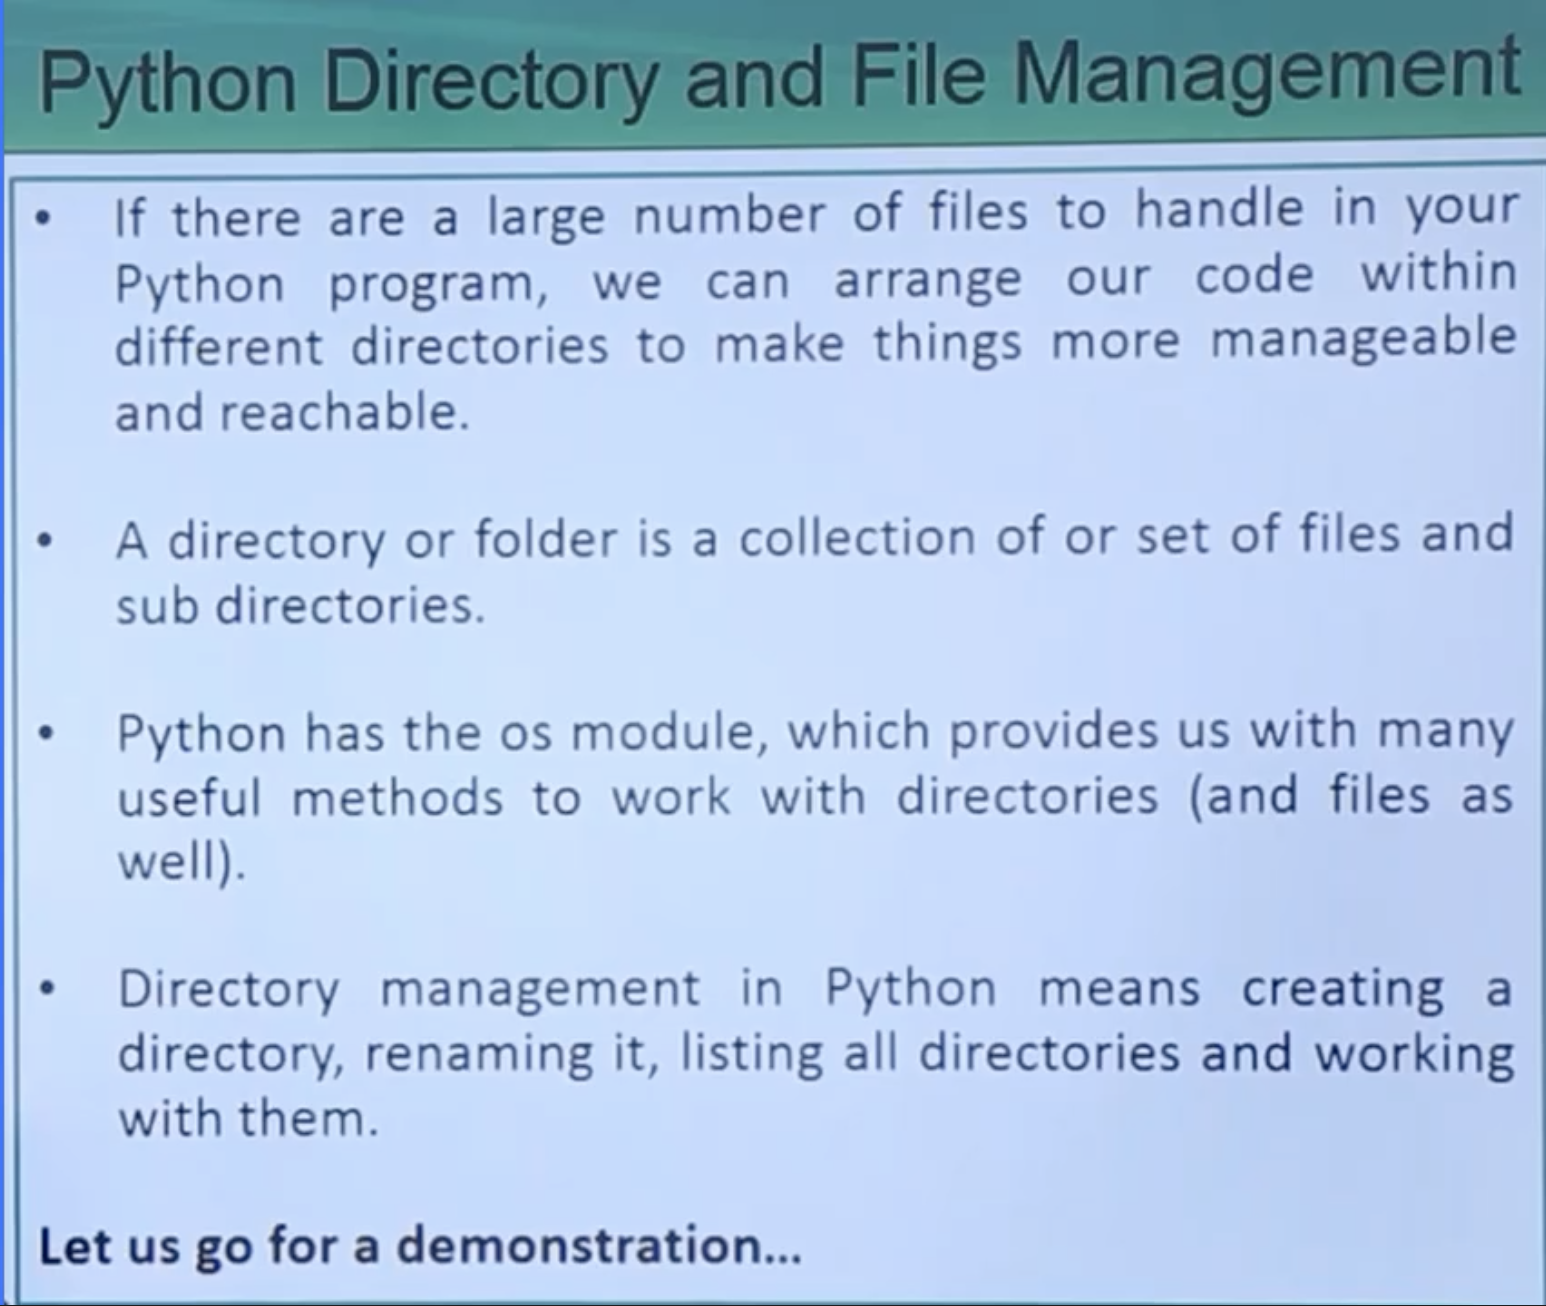 Python Directory and File Management
• If there are a large number of files to handle in your
Python program, we can arrange our code within
different directories to make things more manageable
and reachable.
• A directory or folder is a collection of or set of files and
sub directories.
• Python has the os module, which provides us with many
useful methods to work with directories (and files as
well).
• Directory management in Python means creating a
directory, renaming it, listing all directories and working
with them.
Let us go for a demonstration...